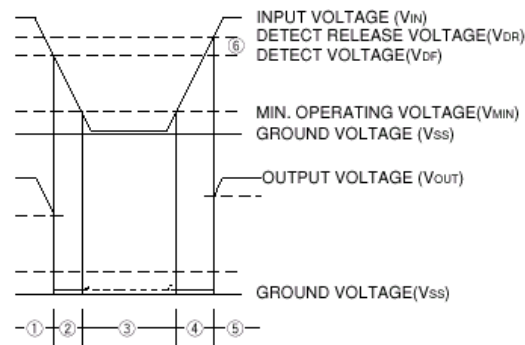 INPUT VOLTAGE (VIN)
DETECT RELEASE VOLTAGE(VDR)
⑥
DETECT VOLTAGE(VDF)
MIN. OPERATING VOLTAGE(VMIN)
GROUND VOLTAGE (VSS)
OUTPUT VOLTAGE (VOUT)
GROUND VOLTAGE(VSS)
① ② ③ ④ ⑤